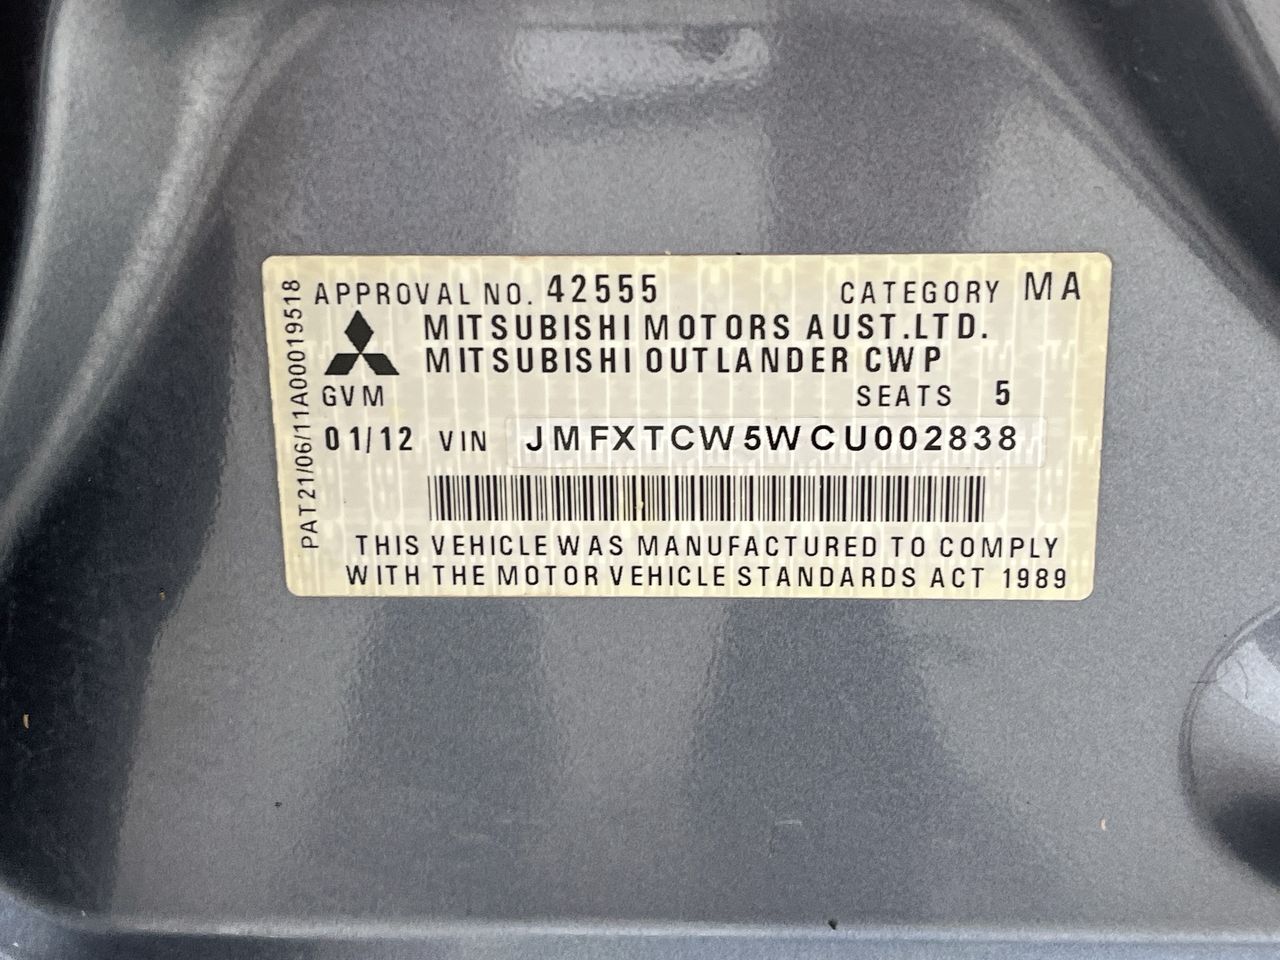 APPROVAL NO. 42555 CATEGORY MA
MITSUBISHI MOTORS AUST.LTD.
MITSUBISHI OUTLANDER CWP
GVM SEATS 5
01/12 VIN JMFXTCW5WCU002838
THIS VEHICLE WAS MANUFACTURED TO COMPLY
WITH THE MOTOR VEHICLE STANDARDS ACT 1989
PAT21/06/11A00019518